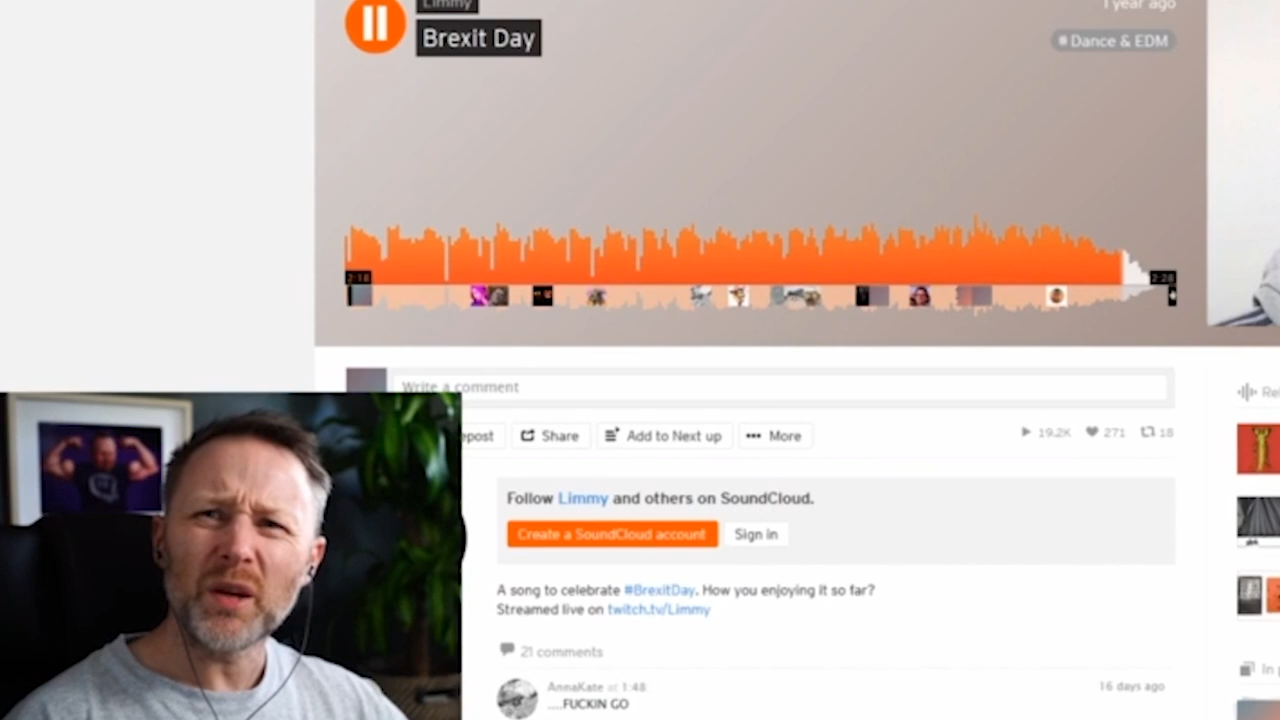 Limmy
1 year ago
Brexit Day
# Dance & EDM
2:18
2:28
Write a comment
epost
Share
Add to Next up
More
19.2K
271
18
Follow Limmy and others on SoundCloud.
Create a SoundCloud account
Sign in
A song to celebrate #BrexitDay. How you enjoying it so far?
Streamed live on twitch.tv/Limmy
21 comments
AnnaKate at 1:48
16 days ago
....FUCKIN GO
Rel
In p